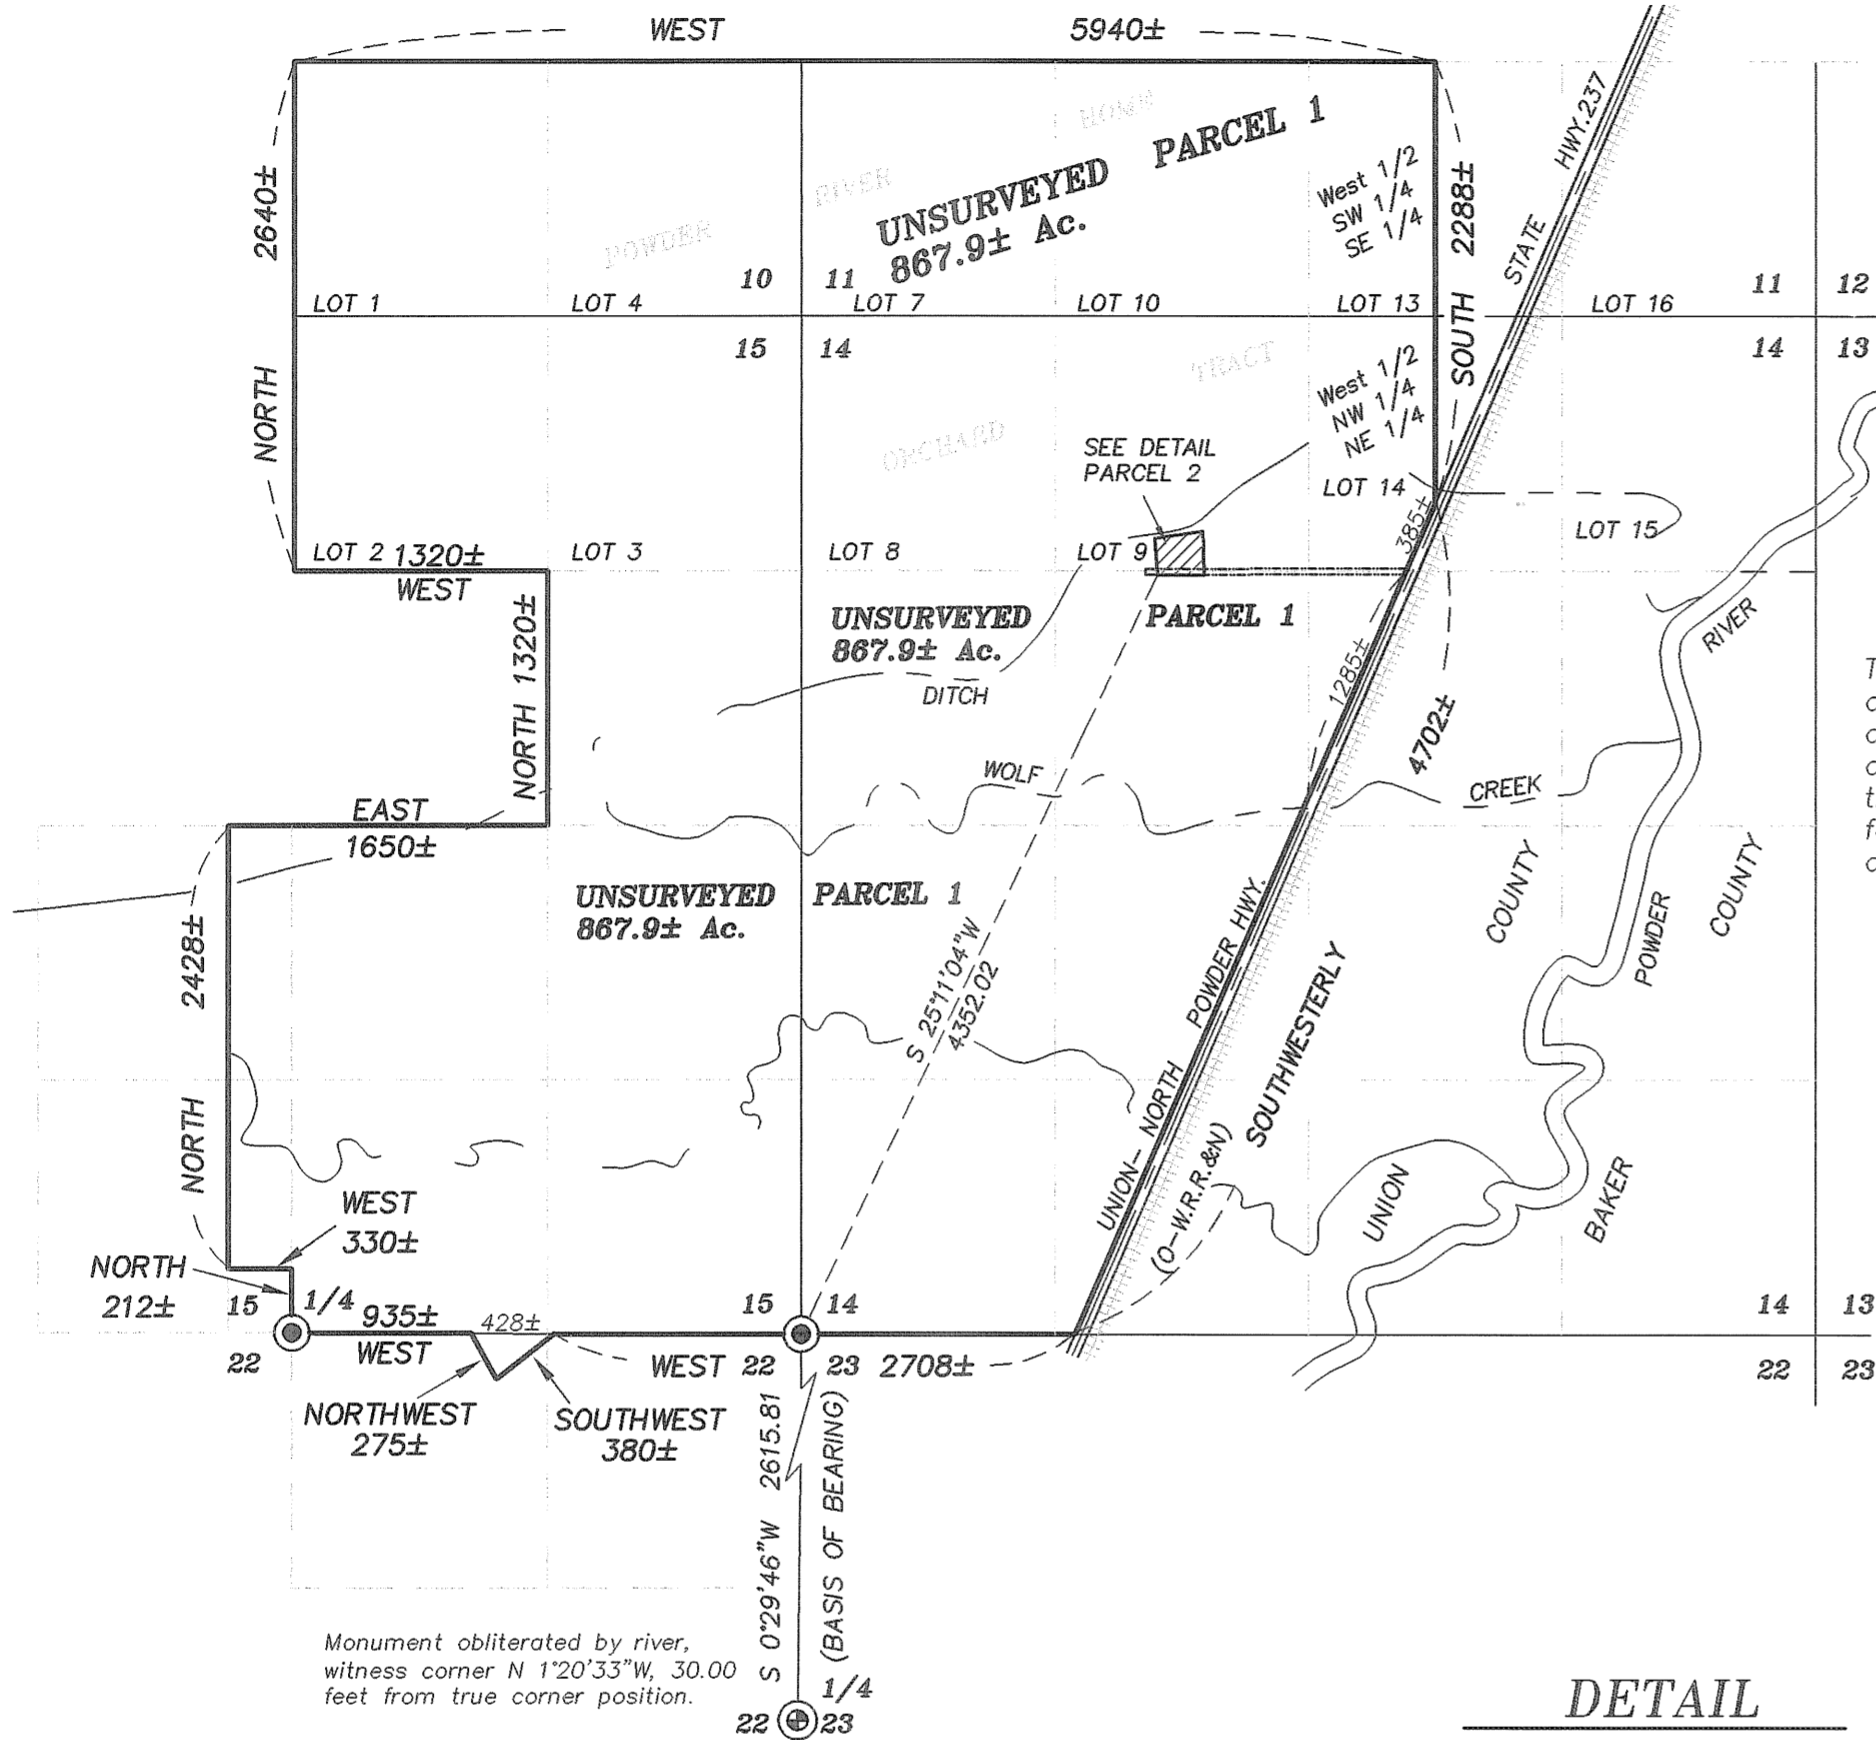 WEST 5940±
HWY.237
STATE
2640±
NORTH
POWDER
RIVER
HOME
ORCHARD
TRACT
UNSURVEYED PARCEL 1
867.9± Ac.
West 1/2
SW 1/4
SE 1/4
SOUTH 2288±
10 11
11 12
LOT 1
LOT 4
LOT 7
LOT 10
LOT 13
LOT 16
15 14
14 13
West 1/2
NW 1/4
NE 1/4
SEE DETAIL
PARCEL 2
LOT 14
LOT 15
385±
LOT 2
1320±
WEST
LOT 3
LOT 8
LOT 9
NORTH 1320±
UNSURVEYED PARCEL 1
867.9± Ac.
DITCH
1285±
4702±
RIVER
WOLF
CREEK
EAST
1650±
UNSURVEYED PARCEL 1
867.9± Ac.
2428±
NORTH
S 25°11'04"W
4352.02
UNION- NORTH POWDER HWY.
SOUTHWESTERLY
(O-W.R.R.&N)
COUNTY
UNION
POWDER
COUNTY
BAKER
WEST
330±
NORTH
212±
15 1/4
22
935±
WEST
428±
15 14
22 23
WEST
2708±
14 13
22 23
NORTHWEST
275±
SOUTHWEST
380±
S 0°29'46"W 2615.81
(BASIS OF BEARING)
Monument obliterated by river,
witness corner N 1°20'33"W, 30.00
feet from true corner position.
1/4
22 23
DETAIL